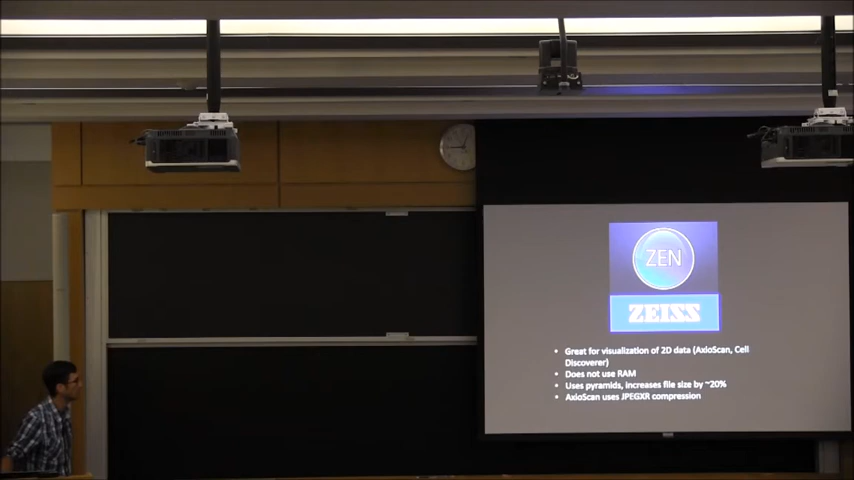 ZEN
ZEISS
• Great for visualization of 2D data (AxioScan, Cell
Discoverer)
• Does not use RAM
• Uses pyramids, increases file size by ~20%
• AxioScan uses JPEGXR compression